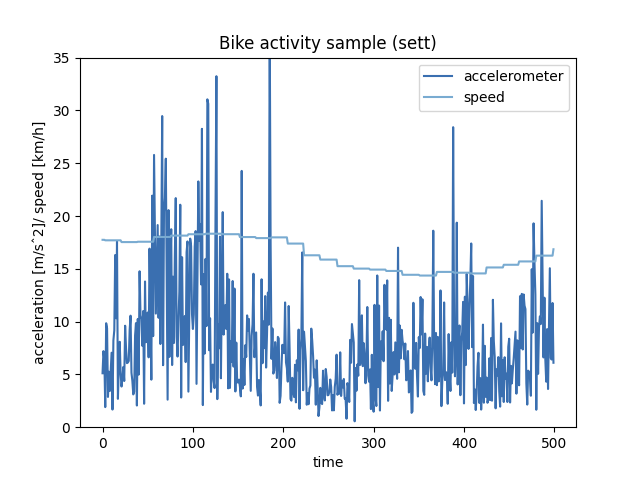 Bike activity sample (sett)
accelerometer
speed
35
30
25
20
15
10
5
0
acceleration [m/s^2]/ speed [km/h]
0 100 200 300 400 500
time